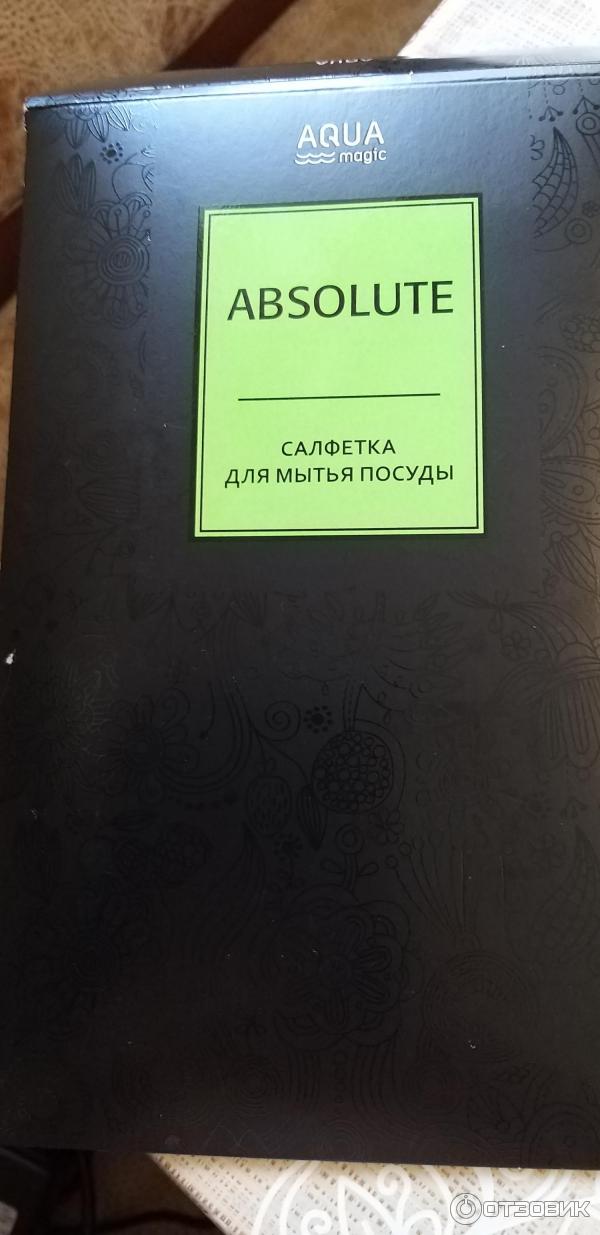 AQUA
magic
ABSOLUTE
САЛФЕТКА
ДЛЯ МЫТЬЯ ПОСУДЫ
ОТЗОВИК